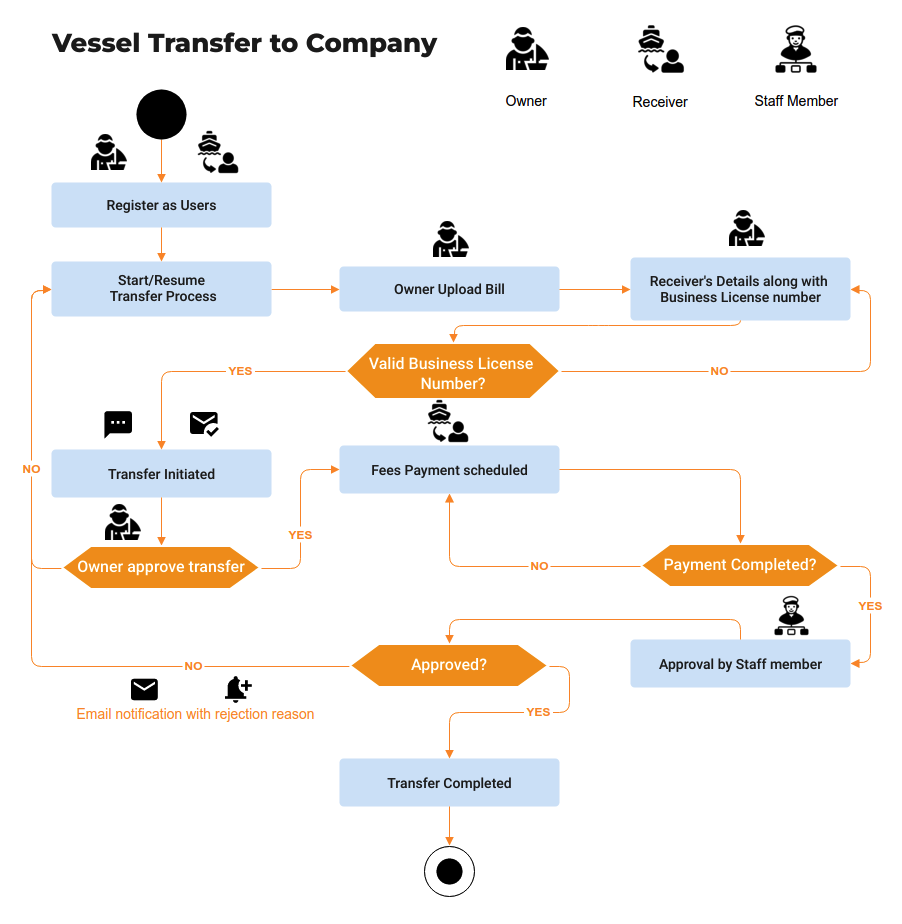 Vessel Transfer to Company
Owner
Receiver
Staff Member
Register as Users
Start/Resume
Transfer Process
Owner Upload Bill
Receiver's Details along with
Business License number
Valid Business License
Number?
YES
NO
NO
Transfer Initiated
Fees Payment scheduled
YES
Owner approve transfer
NO
Payment Completed?
YES
Approved?
Approval by Staff member
NO
Email notification with rejection reason
YES
Transfer Completed